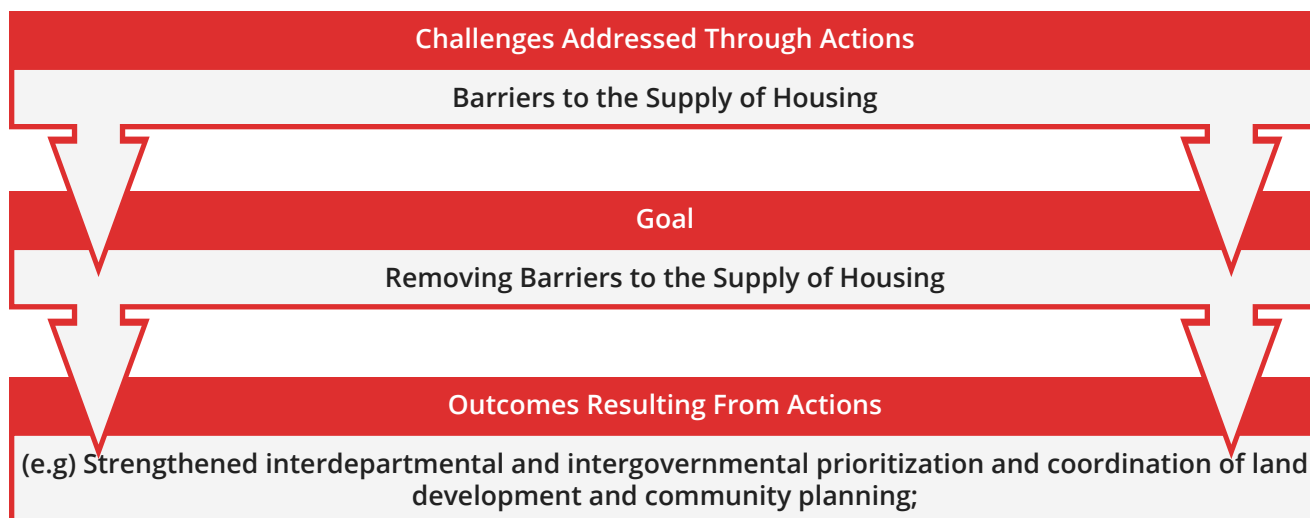 Challenges Addressed Through Actions
Barriers to the Supply of Housing
Goal
Removing Barriers to the Supply of Housing
Outcomes Resulting From Actions
(e.g) Strengthened interdepartmental and intergovernmental prioritization and coordination of land
development and community planning;